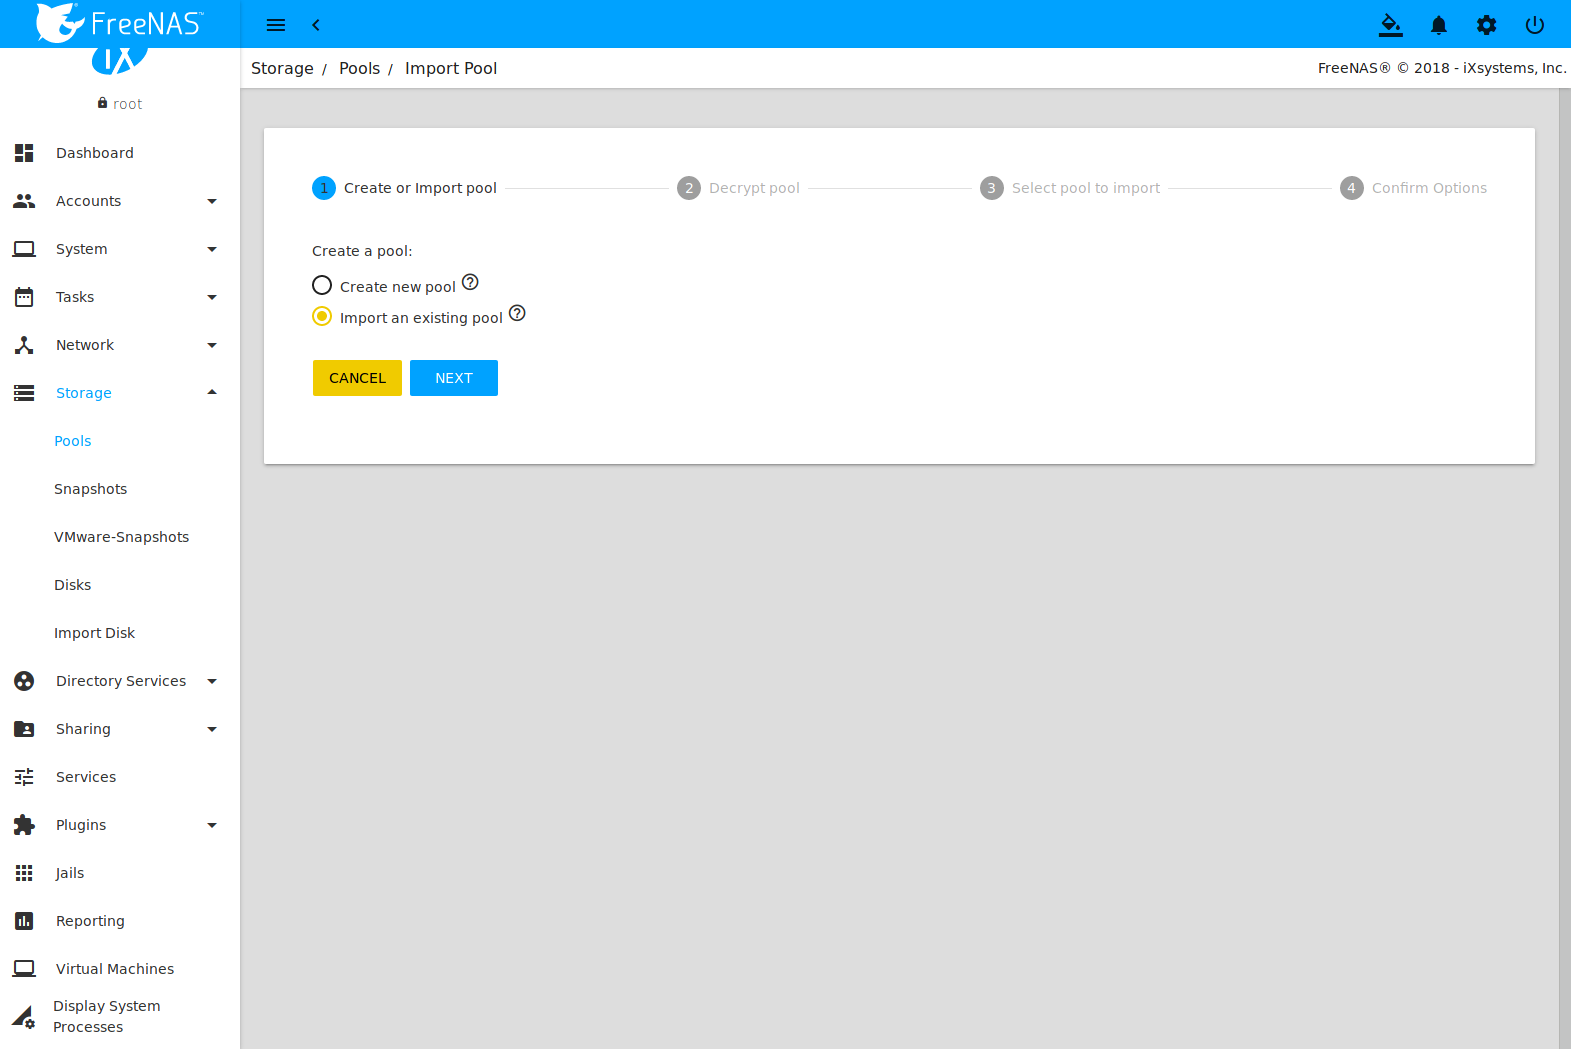 FreeNAS™
Storage / Pools / Import Pool
FreeNAS® © 2018 - iXsystems, Inc.
iX
root
Dashboard
Accounts
System
Tasks
Network
Storage
Pools
Snapshots
VMware-Snapshots
Disks
Import Disk
Directory Services
Sharing
Services
Plugins
Jails
Reporting
Virtual Machines
Display System
Processes
1 Create or Import pool
2 Decrypt pool
3 Select pool to import
4 Confirm Options
Create a pool:
Create new pool ?
Import an existing pool ?
CANCEL
NEXT